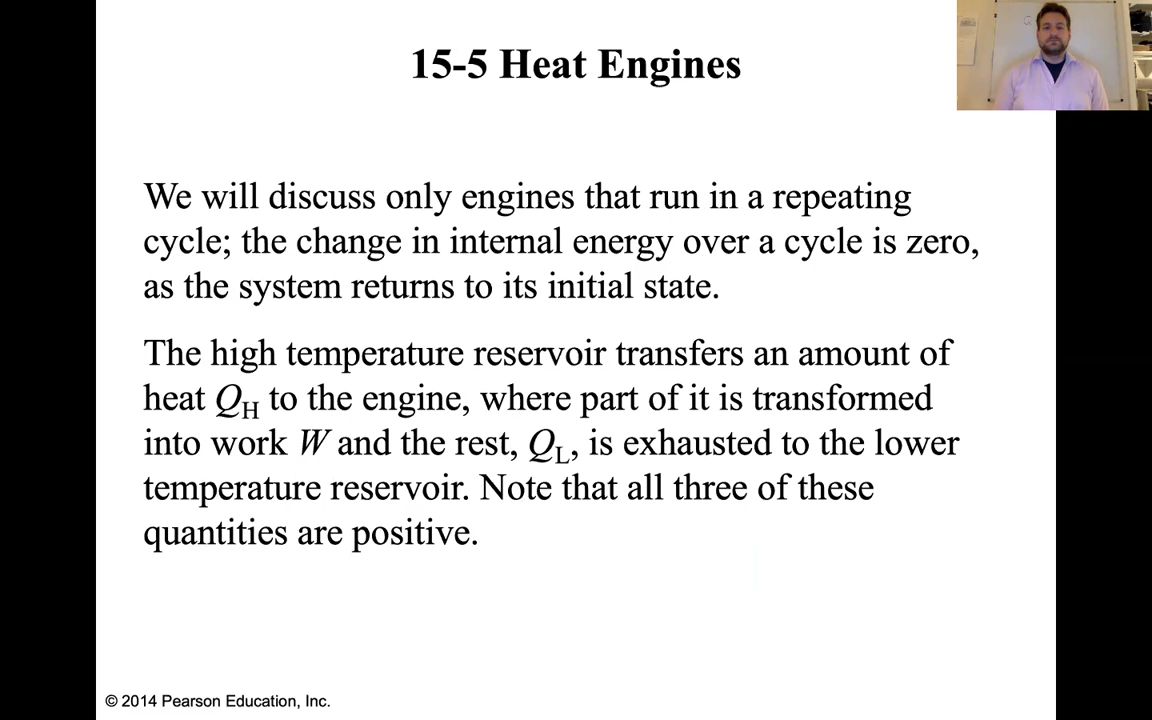 15-5 Heat Engines
We will discuss only engines that run in a repeating
cycle; the change in internal energy over a cycle is zero,
as the system returns to its initial state.
The high temperature reservoir transfers an amount of
heat Q_H to the engine, where part of it is transformed
into work W and the rest, Q_L, is exhausted to the lower
temperature reservoir. Note that all three of these
quantities are positive.
© 2014 Pearson Education, Inc.